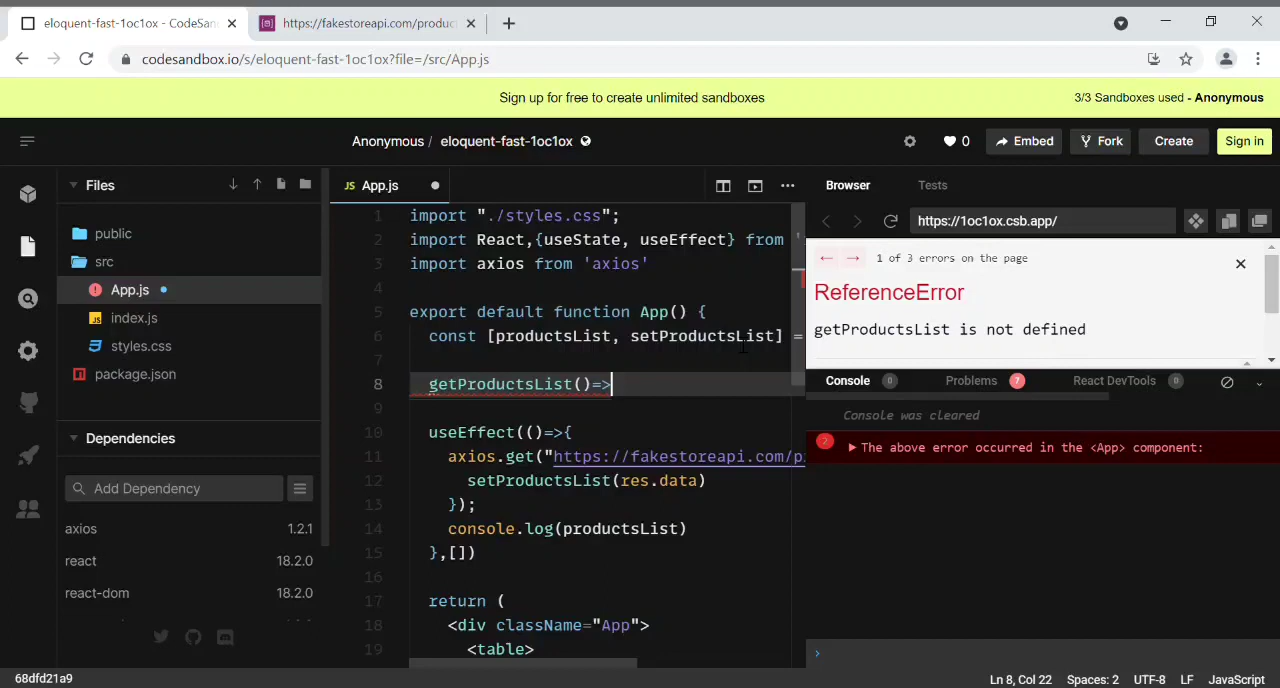 eloquent-fast-1oc1ox - CodeSan
https://fakestoreapi.com/produc
codesandbox.io/s/eloquent-fast-1oc1ox?file=/src/App.js
Sign up for free to create unlimited sandboxes
3/3 Sandboxes used - Anonymous
Anonymous / eloquent-fast-1oc1ox
0
Embed
Fork
Create
Sign in
Files
public
src
App.js
index.js
styles.css
package.json
Dependencies
Add Dependency
axios 1.2.1
react 18.2.0
react-dom 18.2.0
68dfd21a9
JS App.js
1 import "./styles.css";
2 import React,{useState, useEffect} from
3 import axios from 'axios'
4
5 export default function App() {
6 const [productsList, setProductsList] =
7
8 getProductsList()=>
9
10 useEffect(()=>{
11 axios.get("https://fakestoreapi.com/p
12 setProductsList(res.data)
13 });
14 console.log(productsList)
15 },[])
16
17 return (
18 <div className="App">
19 <table>
Browser
Tests
https://1oc1ox.csb.app/
← → 1 of 3 errors on the page
ReferenceError
getProductsList is not defined
Console 0
Problems 7
React DevTools 0
Console was cleared
2 The above error occurred in the <App> component:
Ln 8, Col 22
Spaces: 2
UTF-8
LF
JavaScript